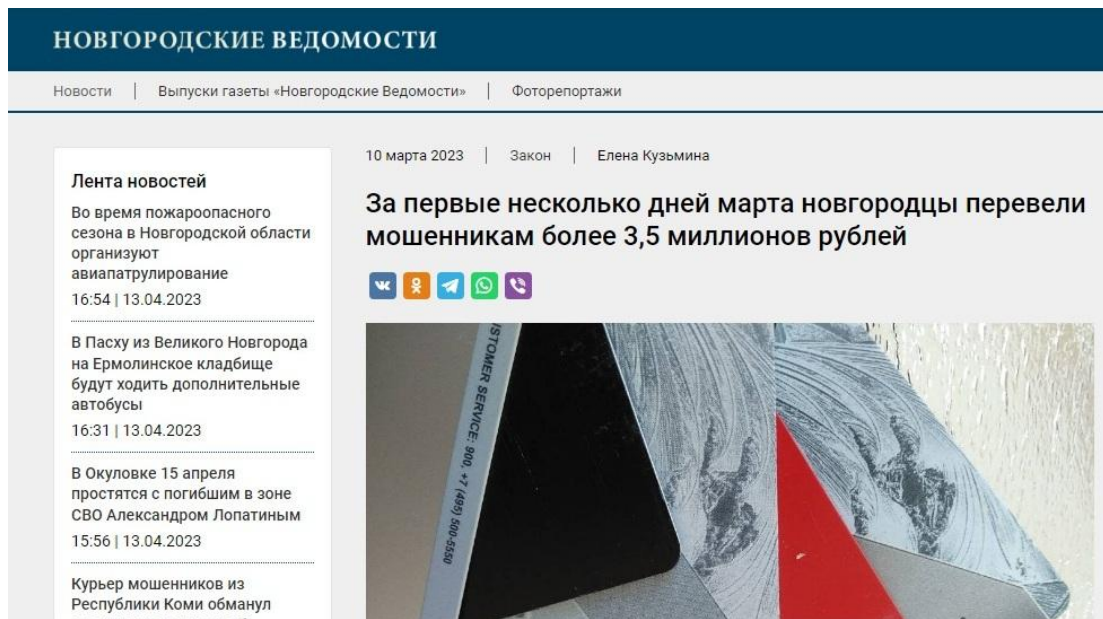 НОВГОРОДСКИЕ ВЕДОМОСТИ
Новости | Выпуски газеты «Новгородские Ведомости» | Фоторепортажи
10 марта 2023 | Закон | Елена Кузьмина
За первые несколько дней марта новгородцы перевели
мошенникам более 3,5 миллионов рублей
Лента новостей
Во время пожароопасного
сезона в Новгородской области
организуют
авиапатрулирование
16:54 | 13.04.2023
В Пасху из Великого Новгорода
на Ермолинское кладбище
будут ходить дополнительные
автобусы
16:31 | 13.04.2023
В Окуловке 15 апреля
простятся с погибшим в зоне
СВО Александром Лопатиным
15:56 | 13.04.2023
Курьер мошенников из
Республики Коми обманул
ISTOMER SERVICE: 900, +7 (495) 500-5550